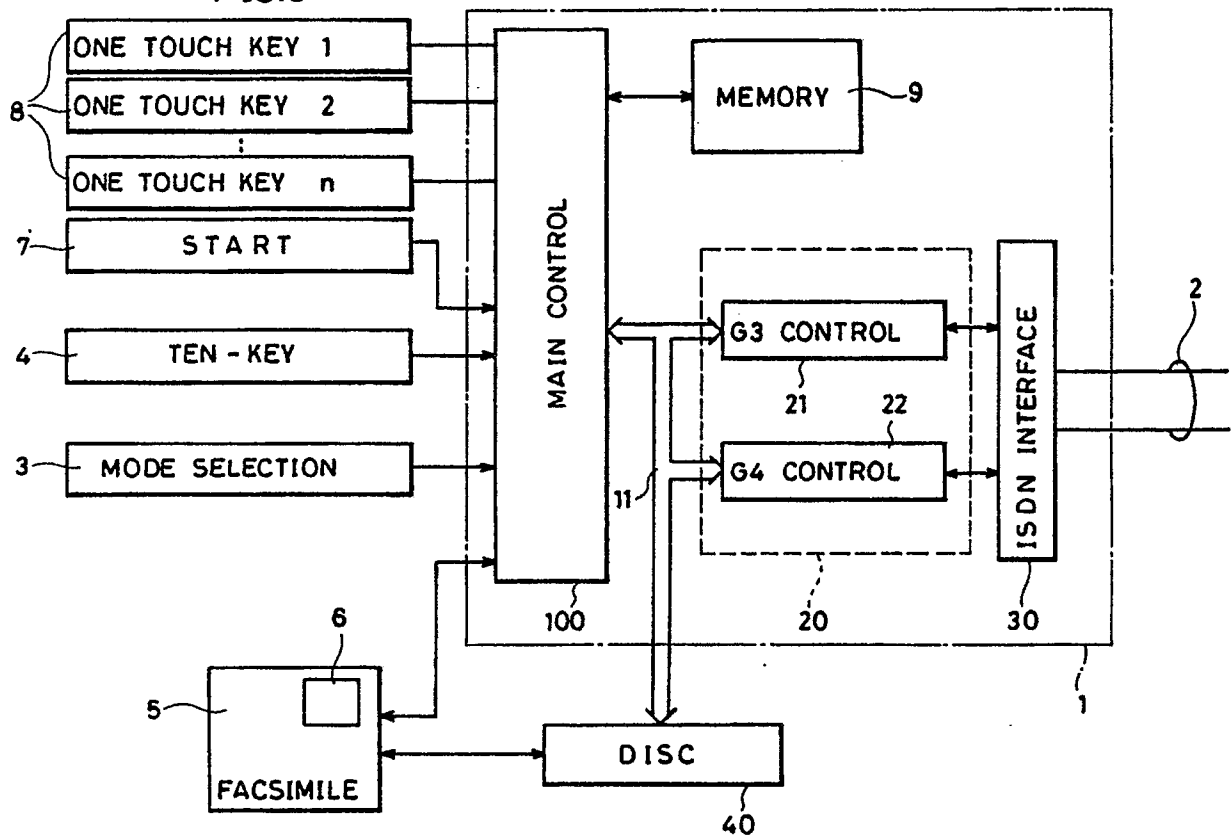 ONE TOUCH KEY 1
8
ONE TOUCH KEY 2
ONE TOUCH KEY n
7
START
4
TEN-KEY
3
MODE SELECTION
MAIN CONTROL
100
MEMORY
9
G3 CONTROL
21
22
G4 CONTROL
11
20
ISDN INTERFACE
30
2
1
6
5
FACSIMILE
DISC
40